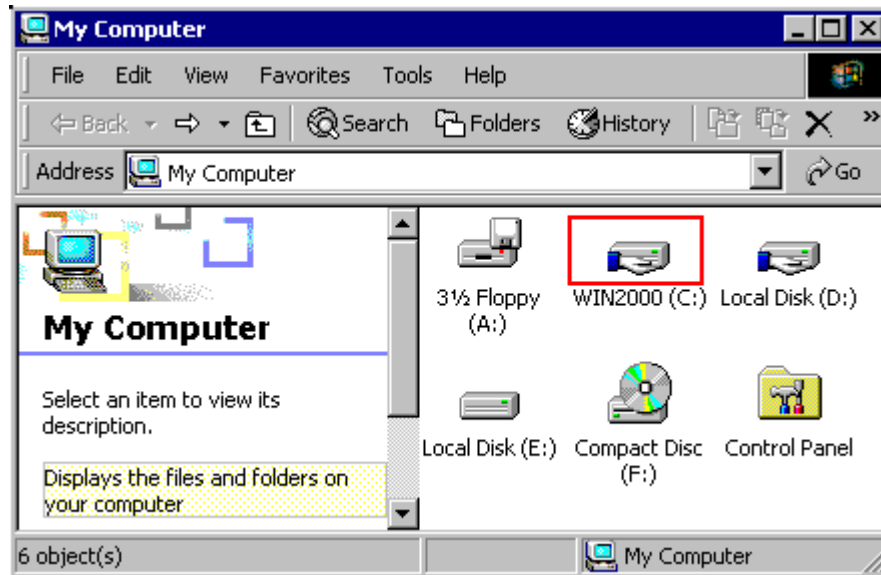 My Computer
File Edit View Favorites Tools Help
Back Search Folders History »
Address My Computer Go
My Computer
Select an item to view its
description.
Displays the files and folders on
your computer
3½ Floppy
(A:)
WIN2000 (C:)
Local Disk (D:)
Local Disk (E:)
Compact Disc
(F:)
Control Panel
6 object(s) My Computer